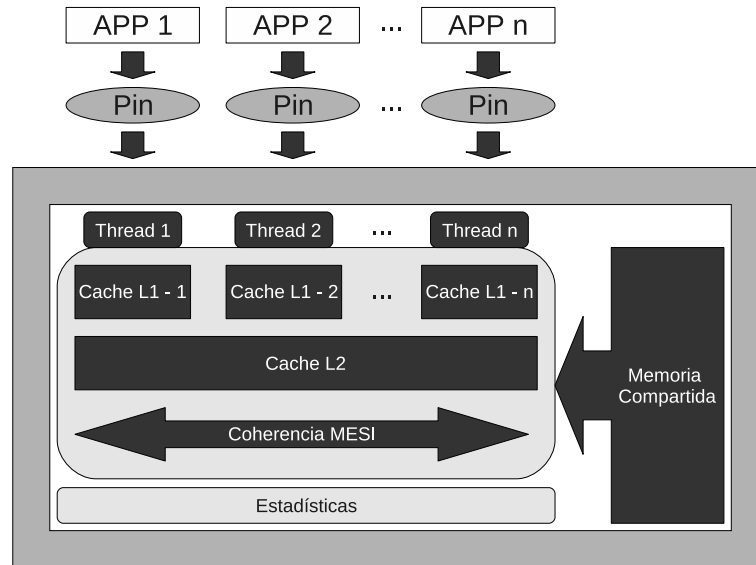 APP 1 APP 2 ... APP n
Pin Pin ... Pin
Thread 1 Thread 2 ... Thread n
Cache L1 - 1 Cache L1 - 2 ... Cache L1 - n
Cache L2
Memoria
Compartida
Coherencia MESI
Estadísticas